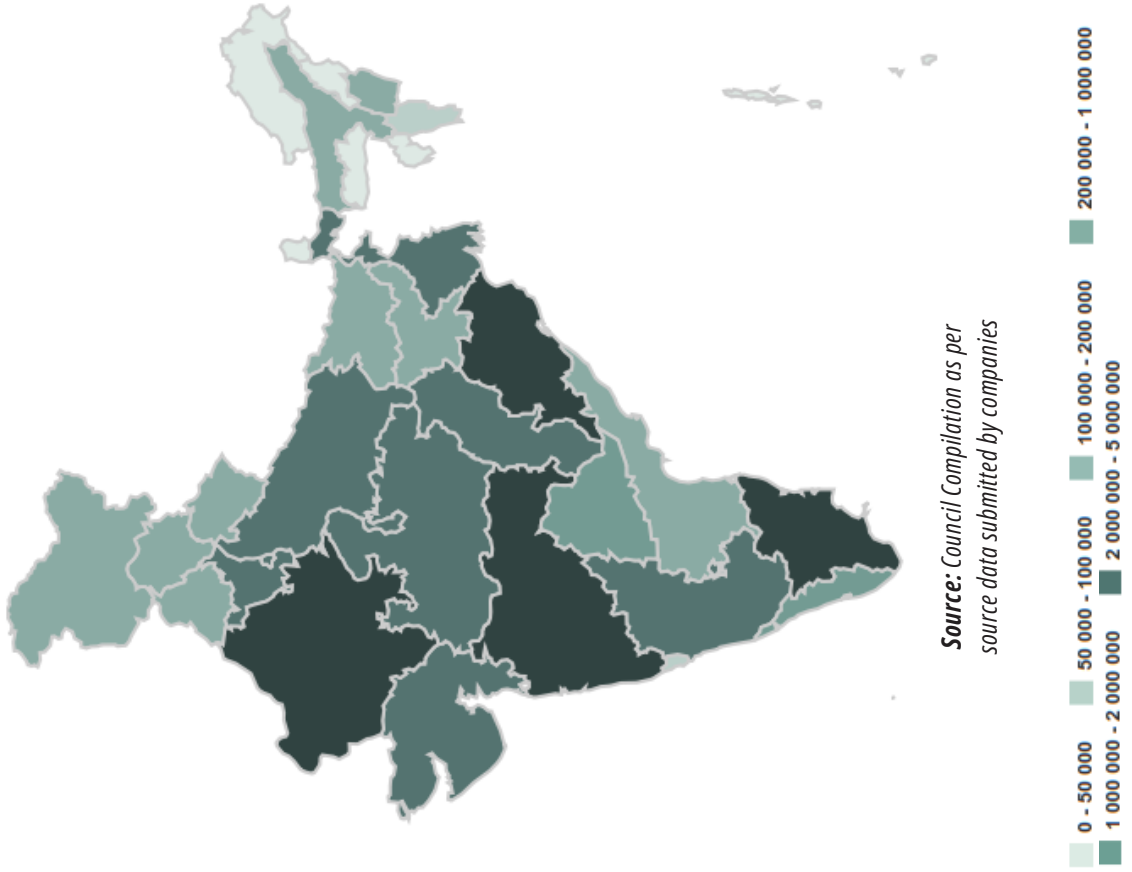 Source: Council Compilation as per
source data submitted by companies
0 - 50 000
50 000 - 100 000
100 000 - 200 000
200 000 - 1 000 000
1 000 000 - 2 000 000
2 000 000 - 5 000 000